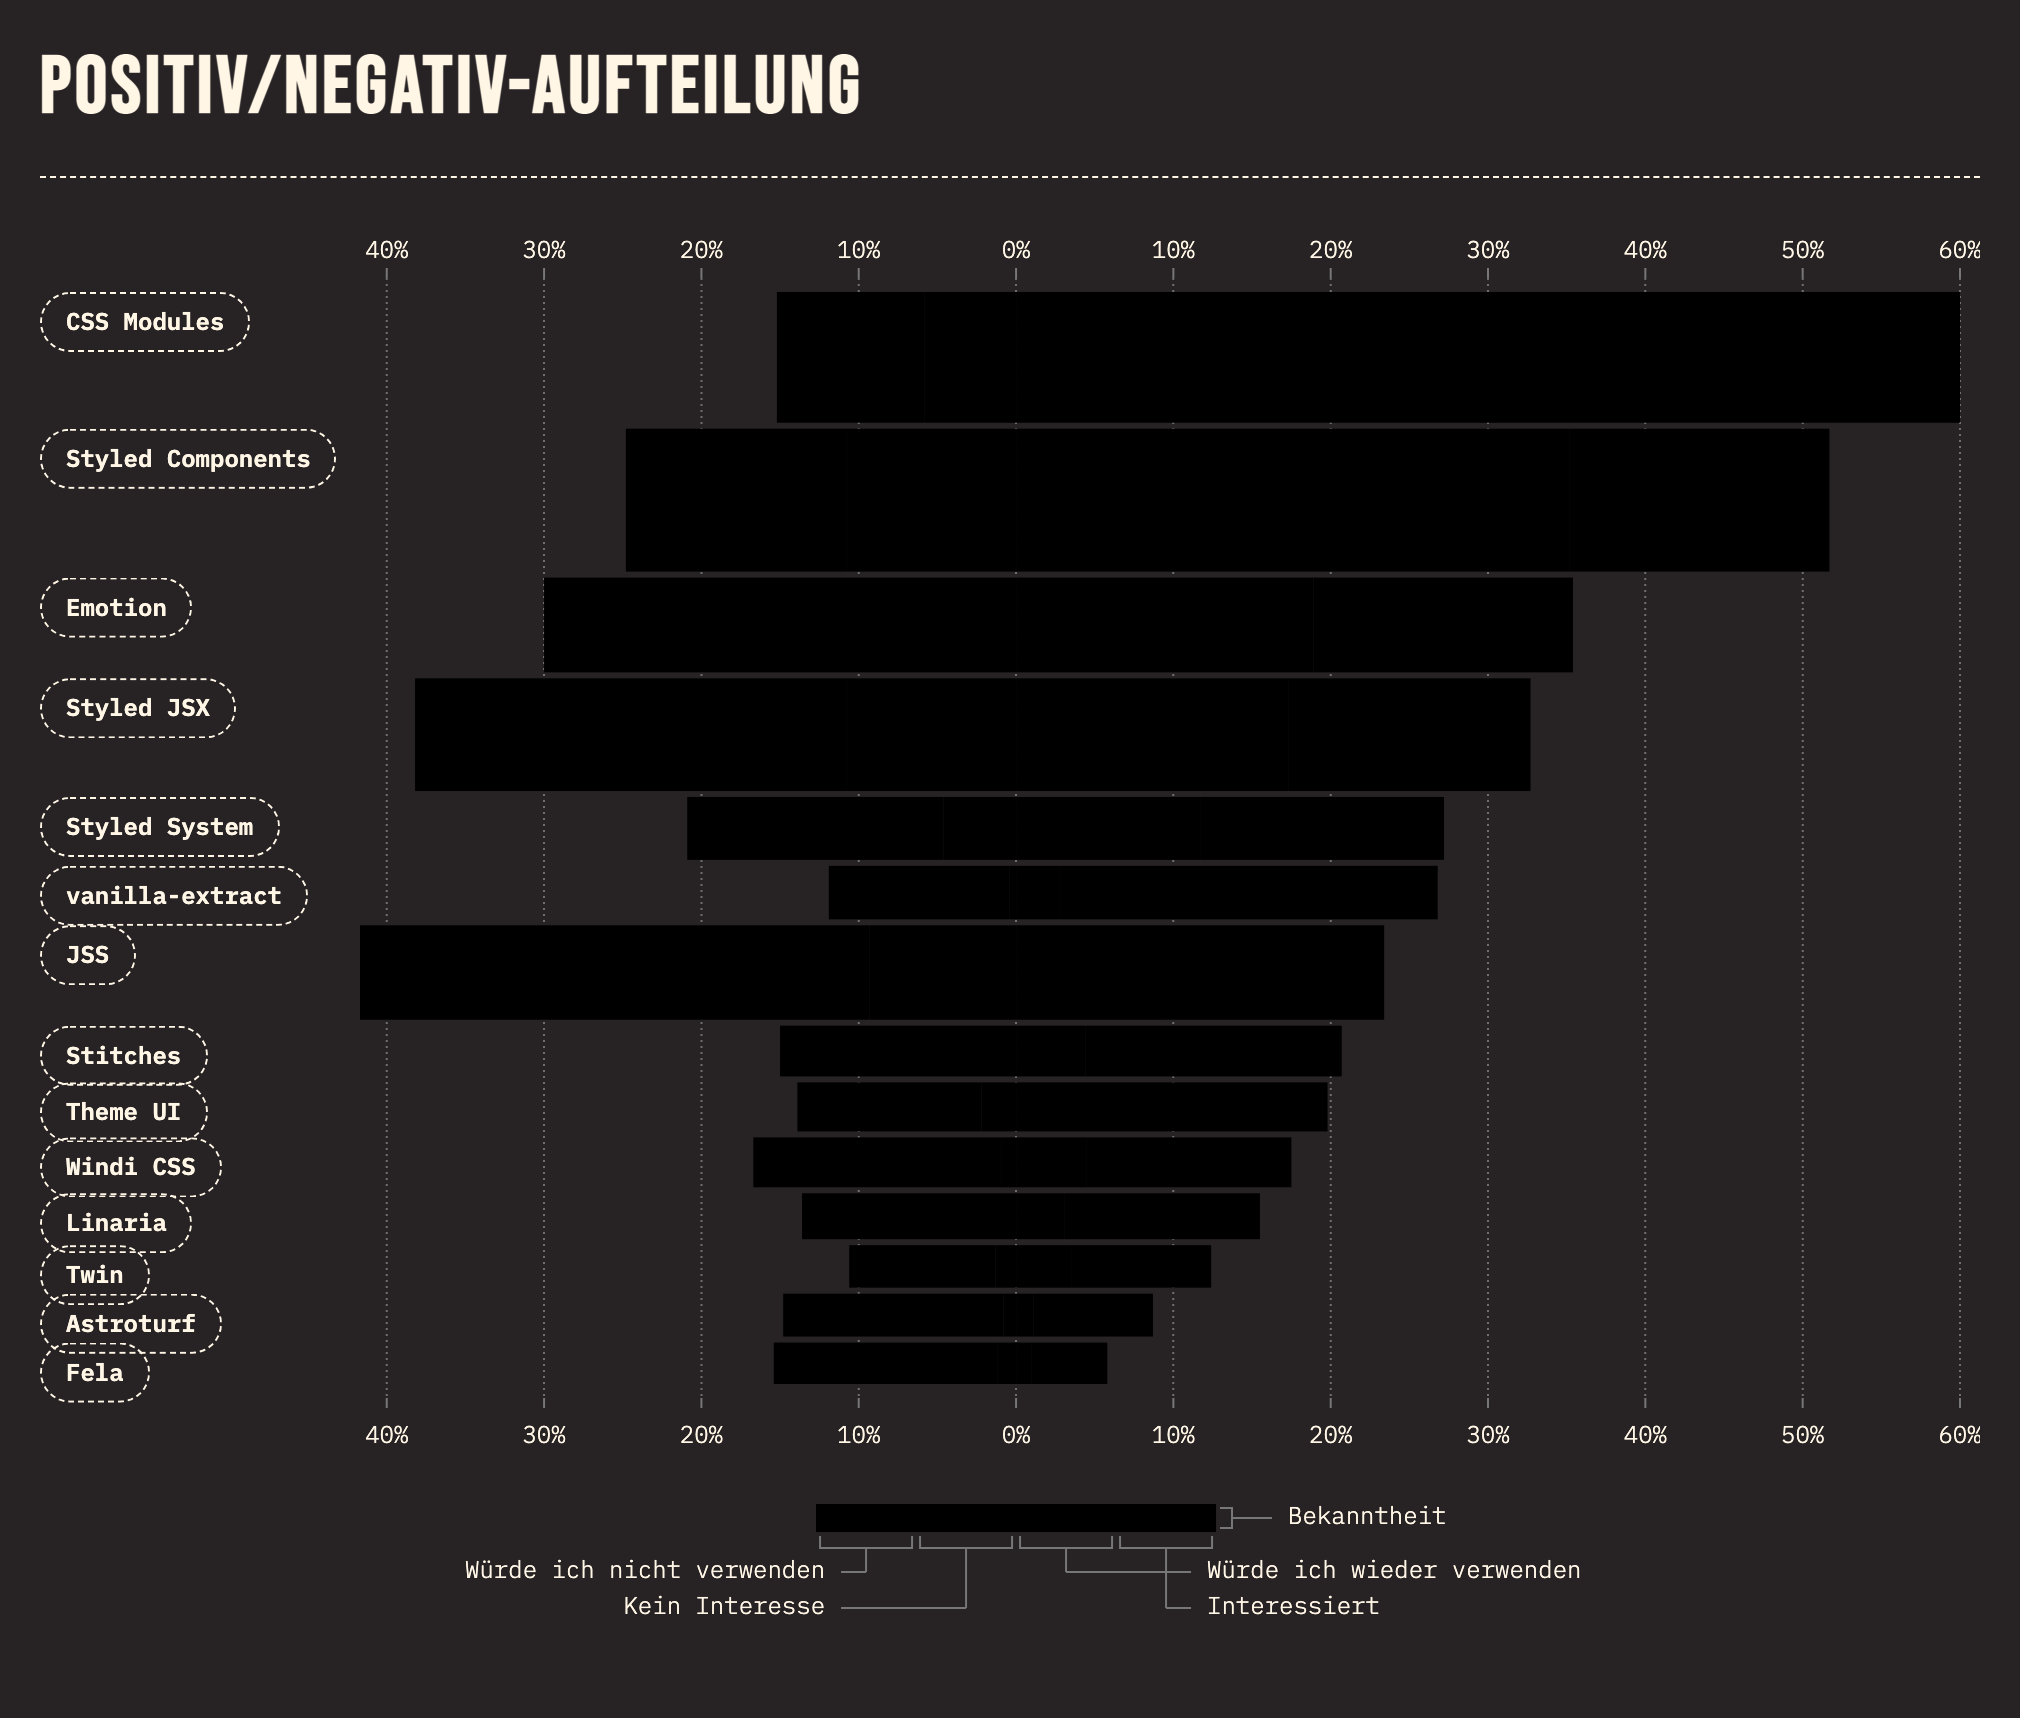 POSITIV/NEGATIV-AUFTEILUNG
40% 30% 20% 10% 0% 10% 20% 30% 40% 50% 60%
CSS Modules
Styled Components
Emotion
Styled JSX
Styled System
vanilla-extract
JSS
Stitches
Theme UI
Windi CSS
Linaria
Twin
Astroturf
Fela
40% 30% 20% 10% 0% 10% 20% 30% 40% 50% 60%
Bekanntheit
Würde ich nicht verwenden Würde ich wieder verwenden
Kein Interesse Interessiert